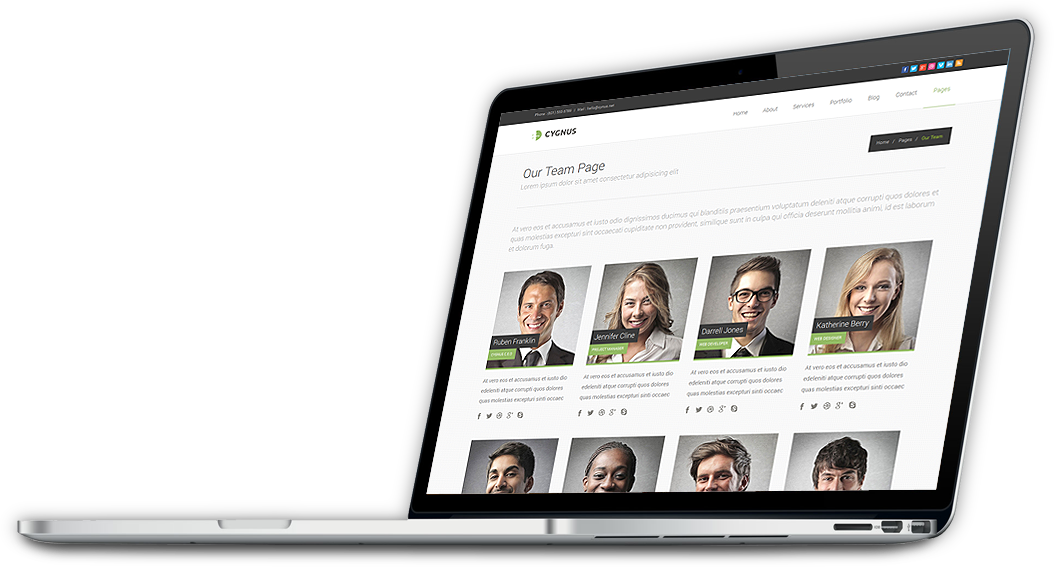 Phone: (631) 555-8788 | Mail: hello@cygnus.net
CYGNUS
Home About Services Portfolio Blog Contact Pages
Home / Pages / Our Team
Our Team Page
Lorem ipsum dolor sit amet consectetur adipisicing elit
At vero eos et accusamus et iusto odio dignissimos ducimus qui blanditiis praesentium voluptatum deleniti atque corrupti quos dolores et
quas molestias excepturi sint occaecati cupiditate non provident, similique sunt in culpa qui officia deserunt mollitia animi, id est laborum
et dolorum fuga.
Ruben Franklin
CYGNUS C.E.O
At vero eos et accusamus et iusto dio
edeleniti atque corrupti quos dolores
quas molestias excepturi sinti occaec
Jennifer Cline
PROJECT MANAGER
At vero eos et accusamus et iusto dio
edeleniti atque corrupti quos dolores
quas molestias excepturi sinti occaec
Darrell Jones
WEB DEVELOPER
At vero eos et accusamus et iusto dio
edeleniti atque corrupti quos dolores
quas molestias excepturi sinti occaec
Katherine Berry
WEB DESIGNER
At vero eos et accusamus et iusto dio
edeleniti atque corrupti quos dolores
quas molestias excepturi sinti occaec